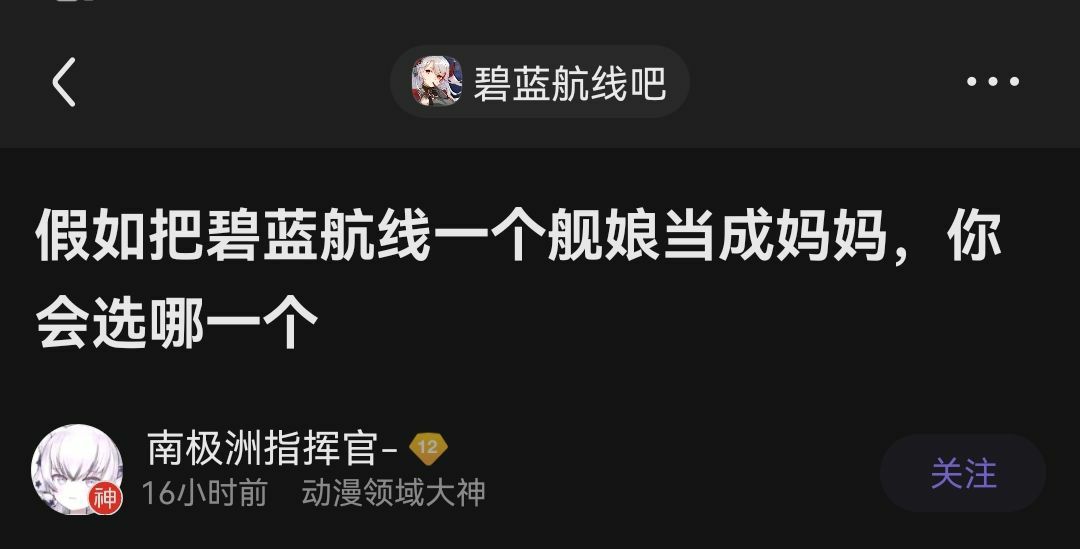 碧蓝航线吧
假如把碧蓝航线一个舰娘当成妈妈，你
会选哪一个
南极洲指挥官- 12
神
16小时前 动漫领域大神
关注